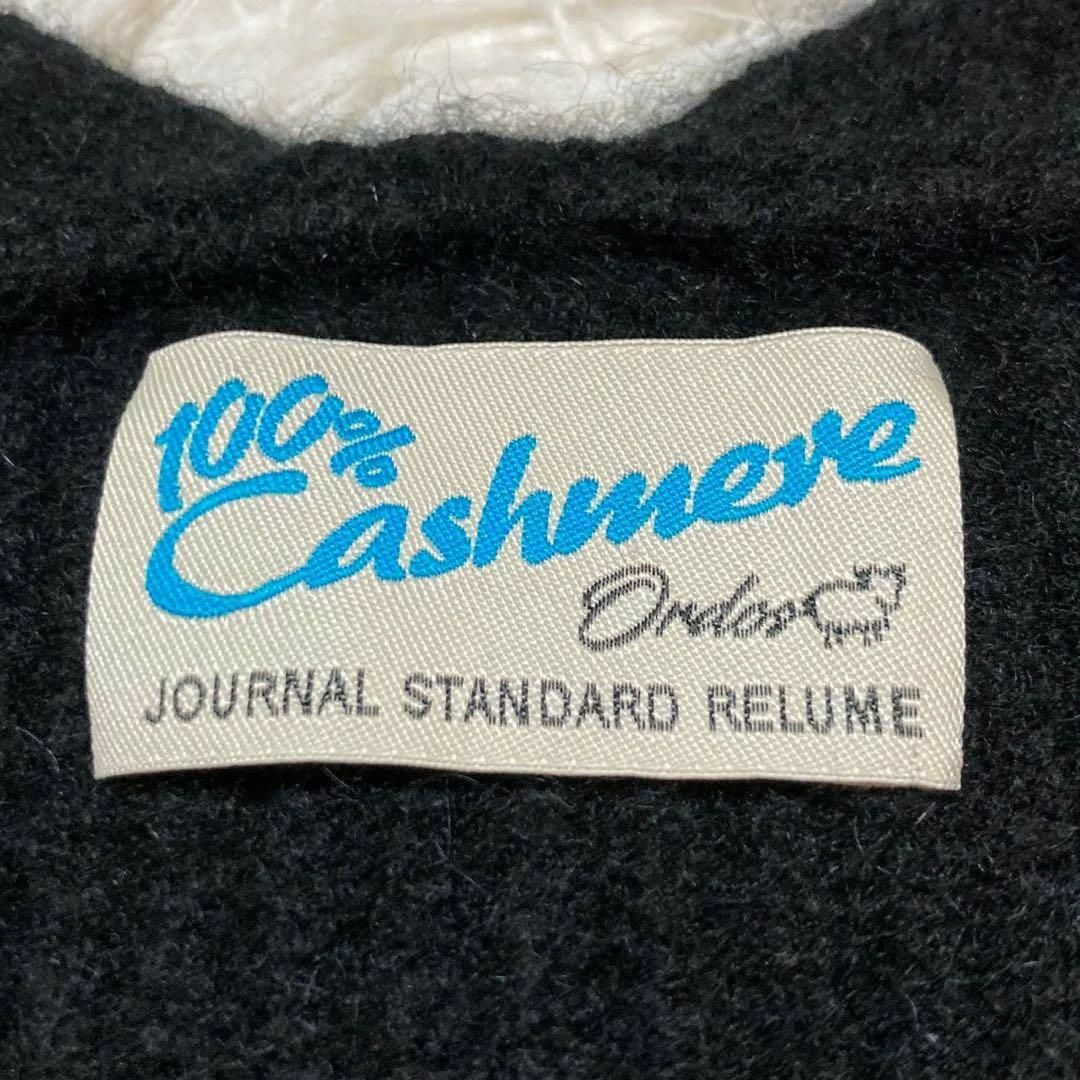 100%
Cashmere
Ordos
JOURNAL STANDARD RELUME